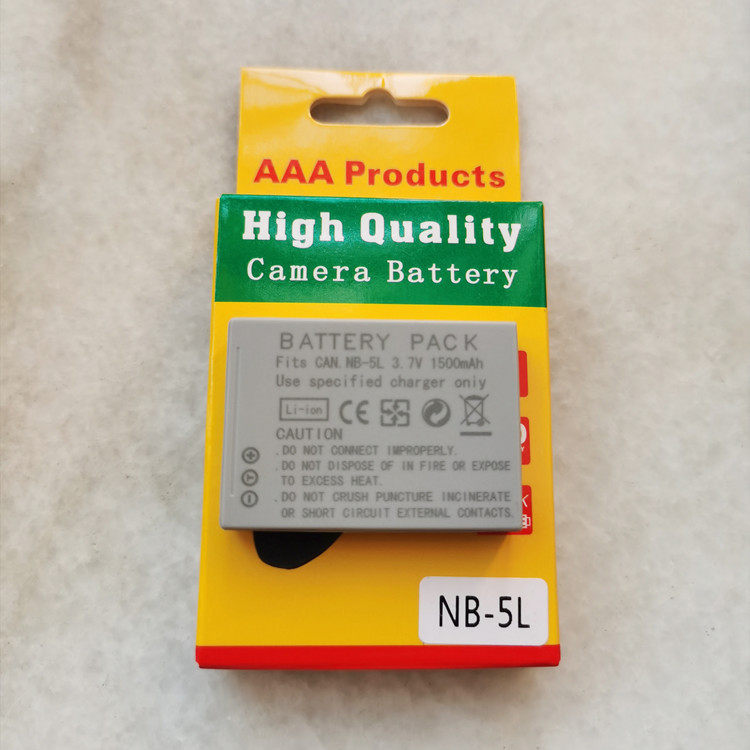 AAA Products
High Quality
Camera Battery
BATTERY PACK
Fits CAN. NB-5L 3.7V 1500mAh
Use specified charger only
Li-ion
CE
CAUTION
.DO NOT CONNECT IMPROPERLY.
.DO NOT DISPOSE OF IN FIRE OR EXPOSE
TO EXCESS HEAT.
.DO NOT CRUSH PUNCTURE INCINERATE
OR SHORT CIRCUIT EXTERNAL CONTACTS.
NB-5L